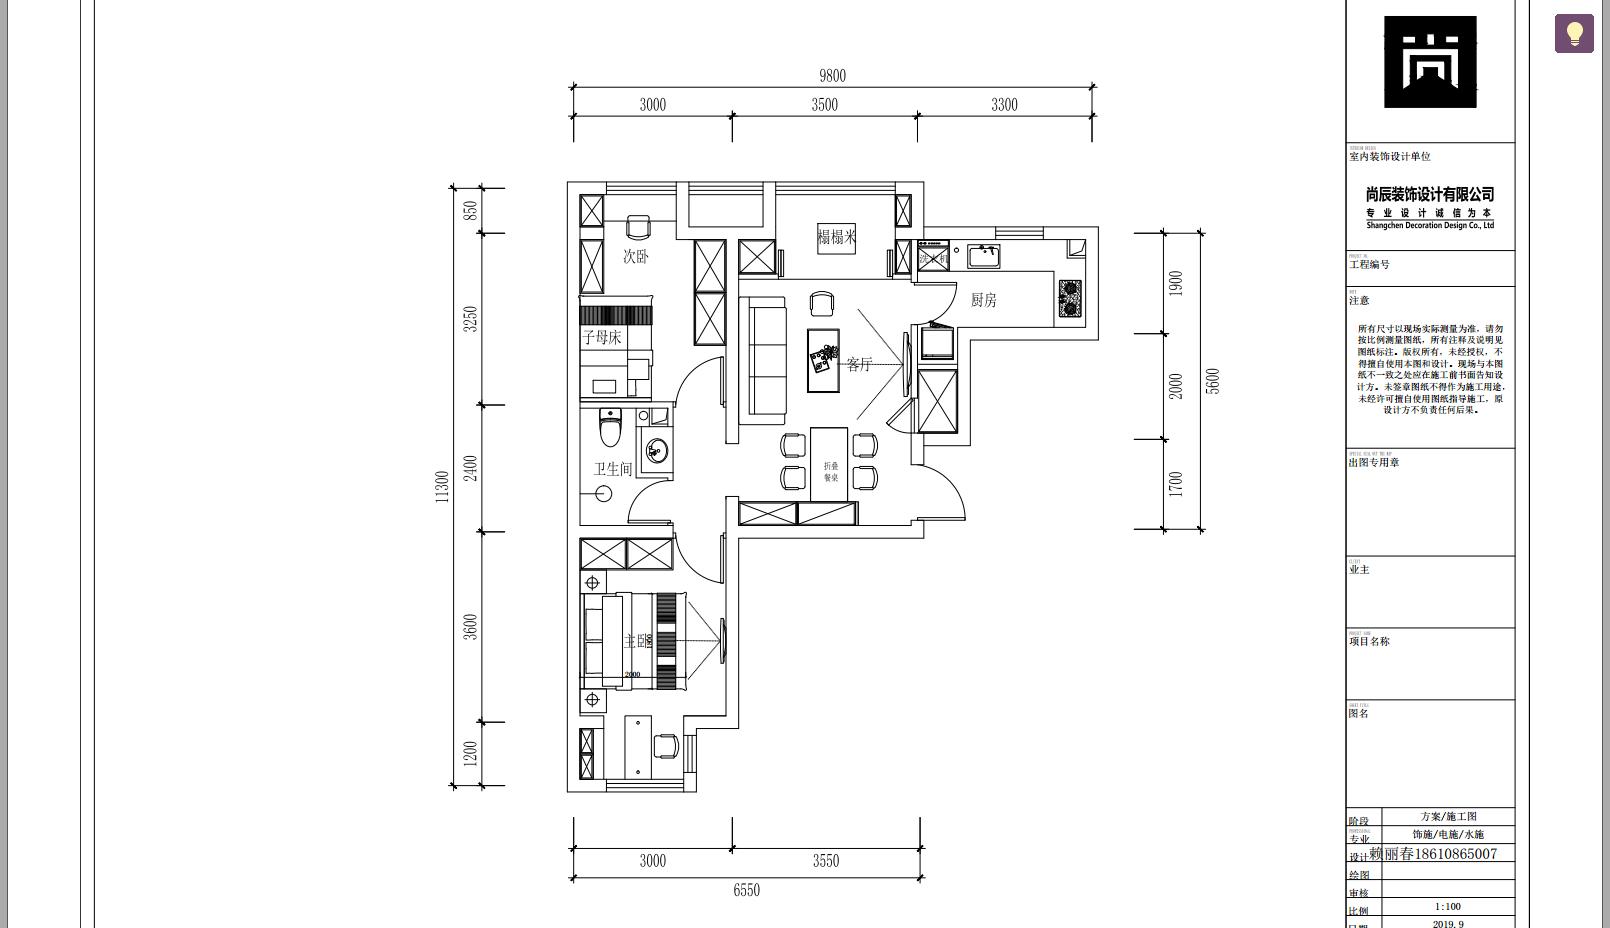 9800
3000
3500
3300
850
3250
2400
3600
1200
11300
1900
2000
1700
5600
3000
3550
6550
次卧
榻榻米
洗衣机
厨房
子母床
客厅
卫生间
折叠
餐桌
主卧
1800
2000
尚
室内装饰设计单位
尚辰装饰设计有限公司
专 业 设 计 诚 信 为 本
Shangchen Decoration Design Co., Ltd
工程编号
注意
所有尺寸以现场实际测量为准，请勿
按比例测量图纸，所有注释及说明见
图纸标注。版权所有，未经授权，不
得擅自使用本图和设计。现场与本图
纸不一致之处应在施工前书面告知设
计方。未签章图纸不得作为施工用途，
未经许可擅自使用图纸指导施工，原
设计方不负责任何后果。
出图专用章
业主
项目名称
图名
阶段 方案/施工图
专业 饰施/电施/水施
设计 赖丽春18610865007
绘图
审核
比例 1:100
日期 2019.9